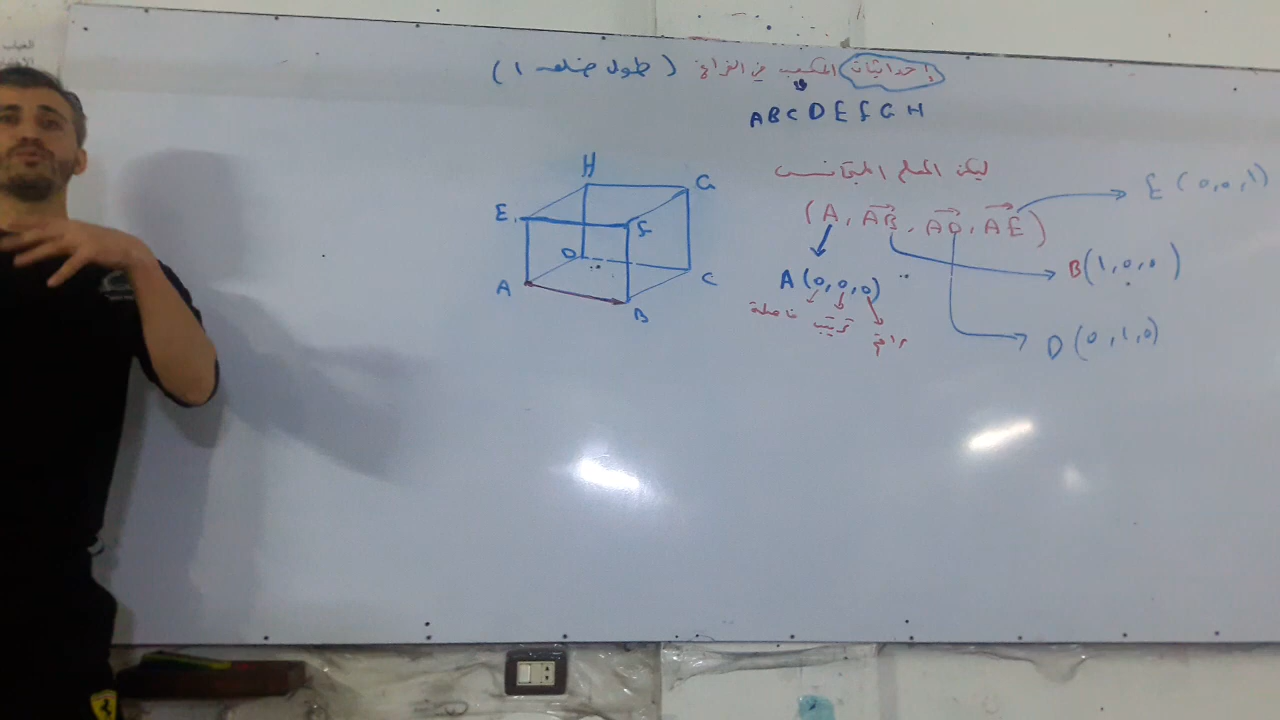 إحداثيات المكعب في الفراغ ( طول ضلعه 1 )
A B C D E F G H
ليكن المعلم المتجانس
( A , AB , AD , AE )
E ( 0 , 0 , 1 )
B ( 1 , 0 , 0 )
D ( 0 , 1 , 0 )
A ( 0 , 0 , 0 )
فاصلة ترتيب راقم
H
G
E
F
D
C
A
B
الغياب